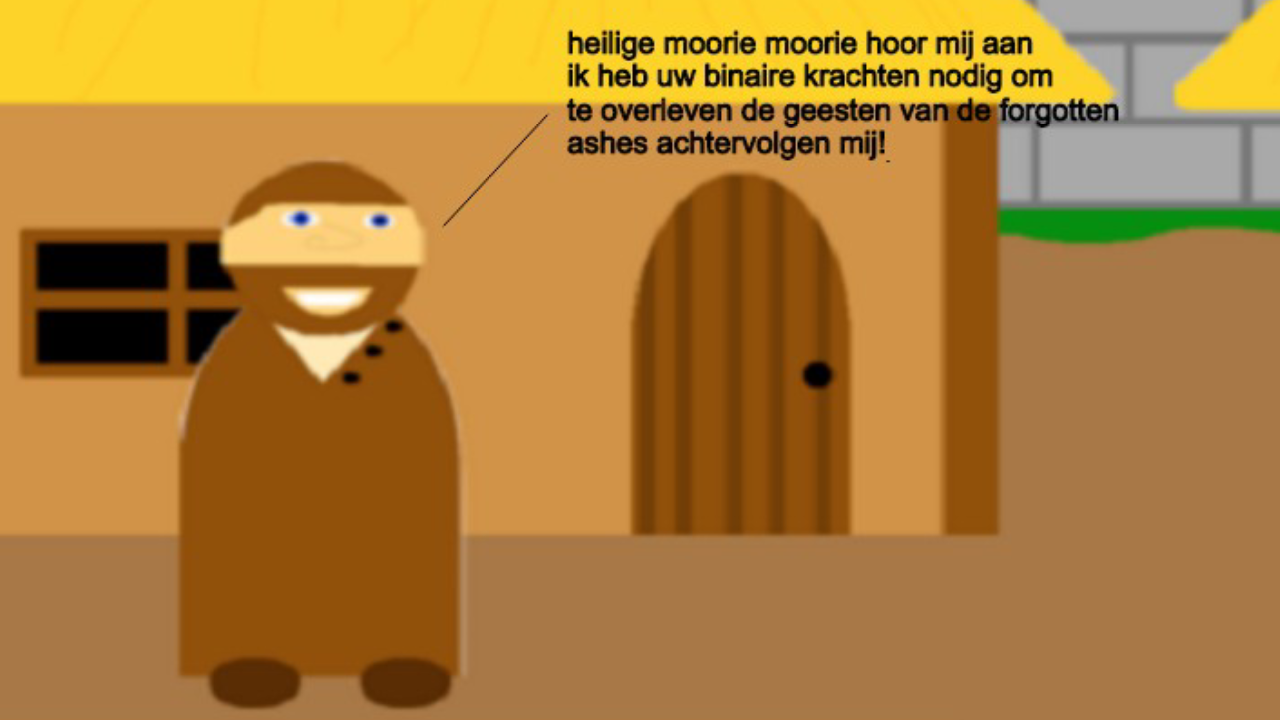 heilige moorie moorie hoor mij aan
ik heb uw binaire krachten nodig om
te overleven de geesten van de forgotten
ashes achtervolgen mij!